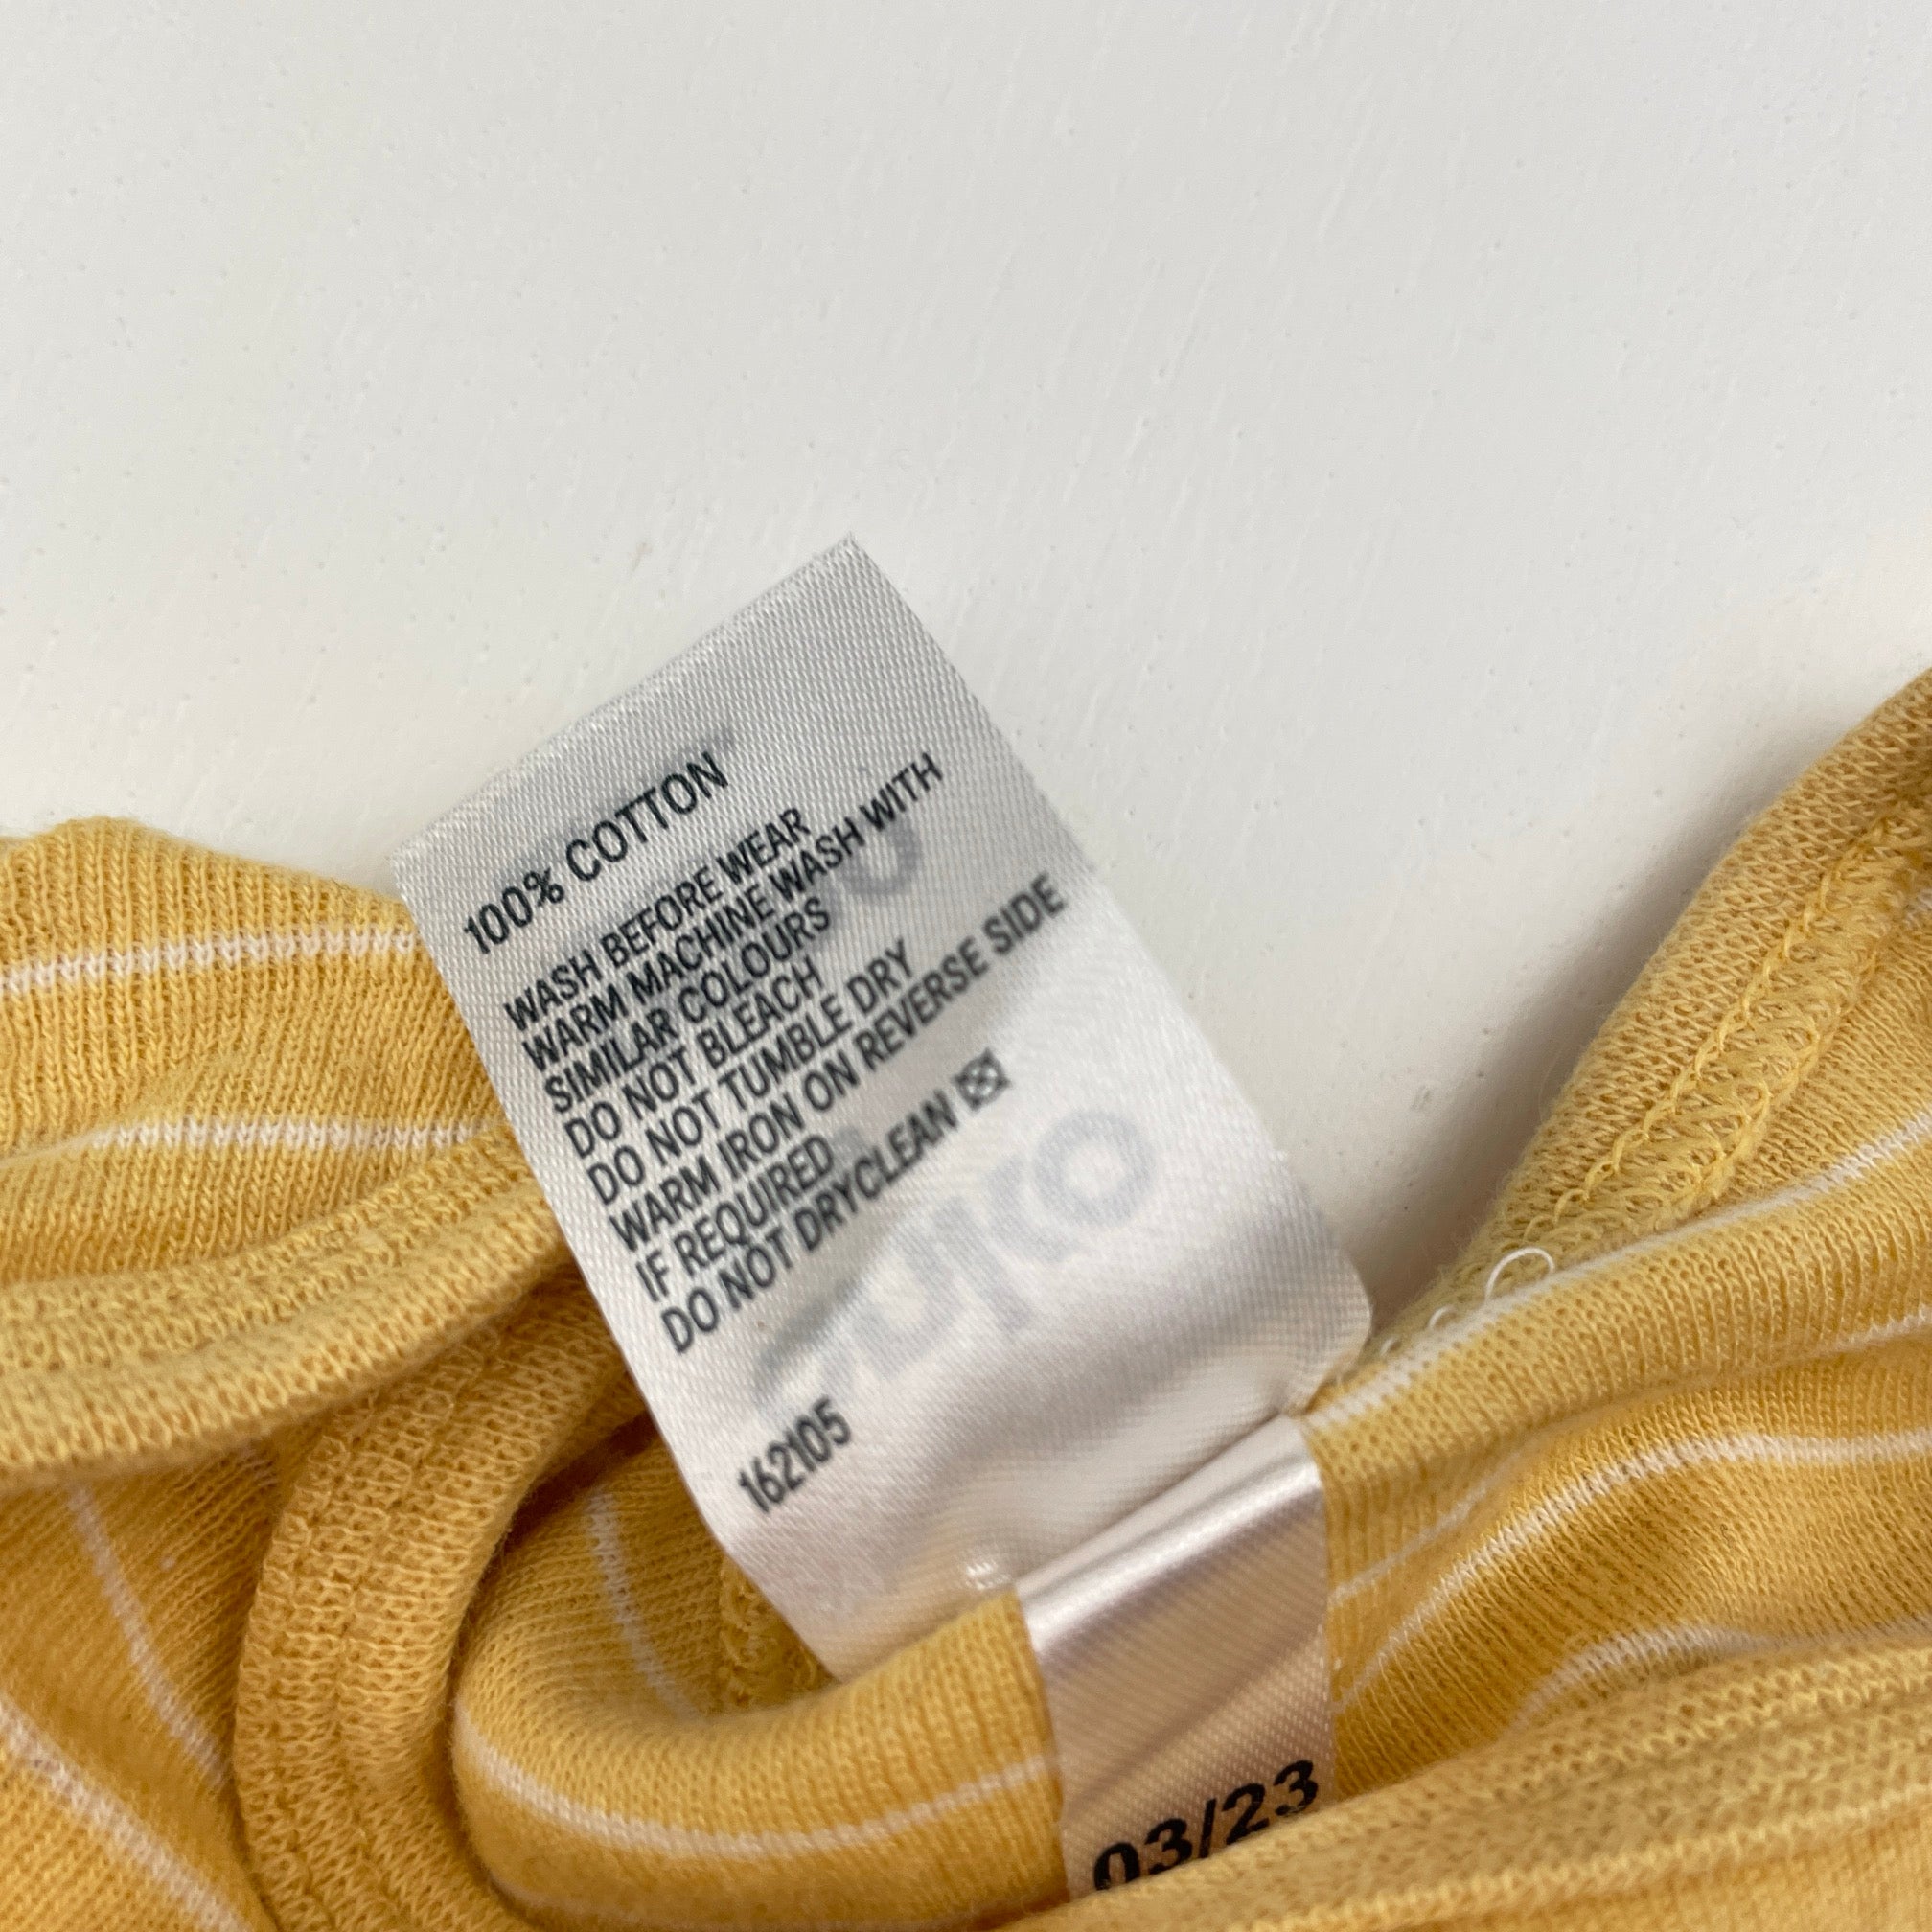 100% COTTON
WASH BEFORE WEAR
WARM MACHINE WASH WITH
SIMILAR COLOURS
DO NOT BLEACH
DO NOT TUMBLE DRY
WARM IRON ON REVERSE SIDE
IF REQUIRED
DO NOT DRYCLEAN
162105
03/23